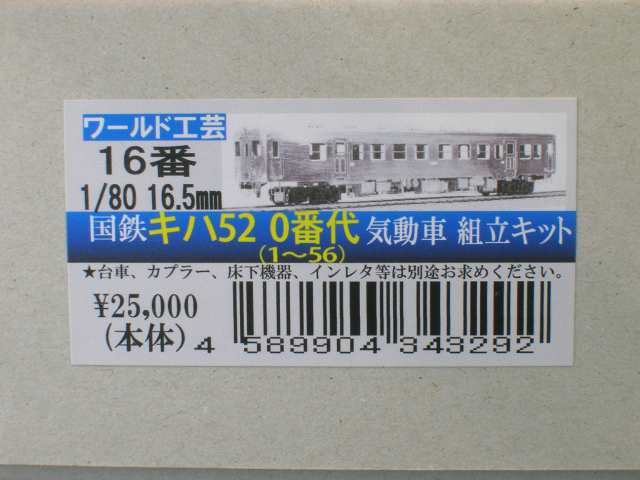 ワールド工芸
16番
1/80 16.5mm
国鉄キハ52 0番代 気動車 組立キット
(1〜56)
★台車、カプラー、床下機器、インレタ等は別途お求めください。
¥25,000
(本体)
4 589904 343292